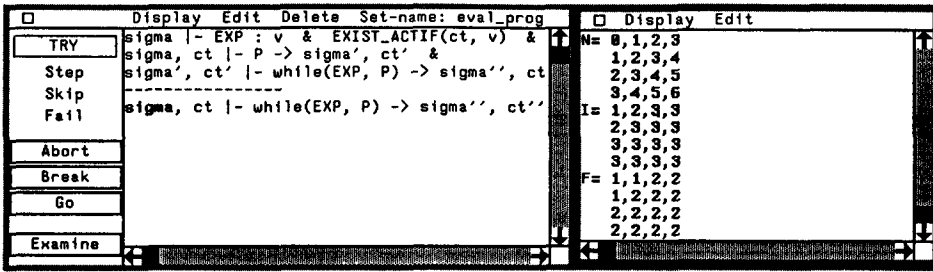 Display Edit Delete Set-name: eval_prog
TRY
Step
Skip
Fail
Abort
Break
Go
Examine
sigma |- EXP : v & EXIST_ACTIF(ct, v) &
sigma, ct |- P -> sigma', ct' &
sigma', ct' |- while(EXP, P) -> sigma'', ct
----------------
sigma, ct |- while(EXP, P) -> sigma'', ct''
Display Edit
N= 0,1,2,3
1,2,3,4
2,3,4,5
3,4,5,6
I= 1,2,3,3
2,3,3,3
3,3,3,3
3,3,3,3
F= 1,1,2,2
1,2,2,2
2,2,2,2
2,2,2,2